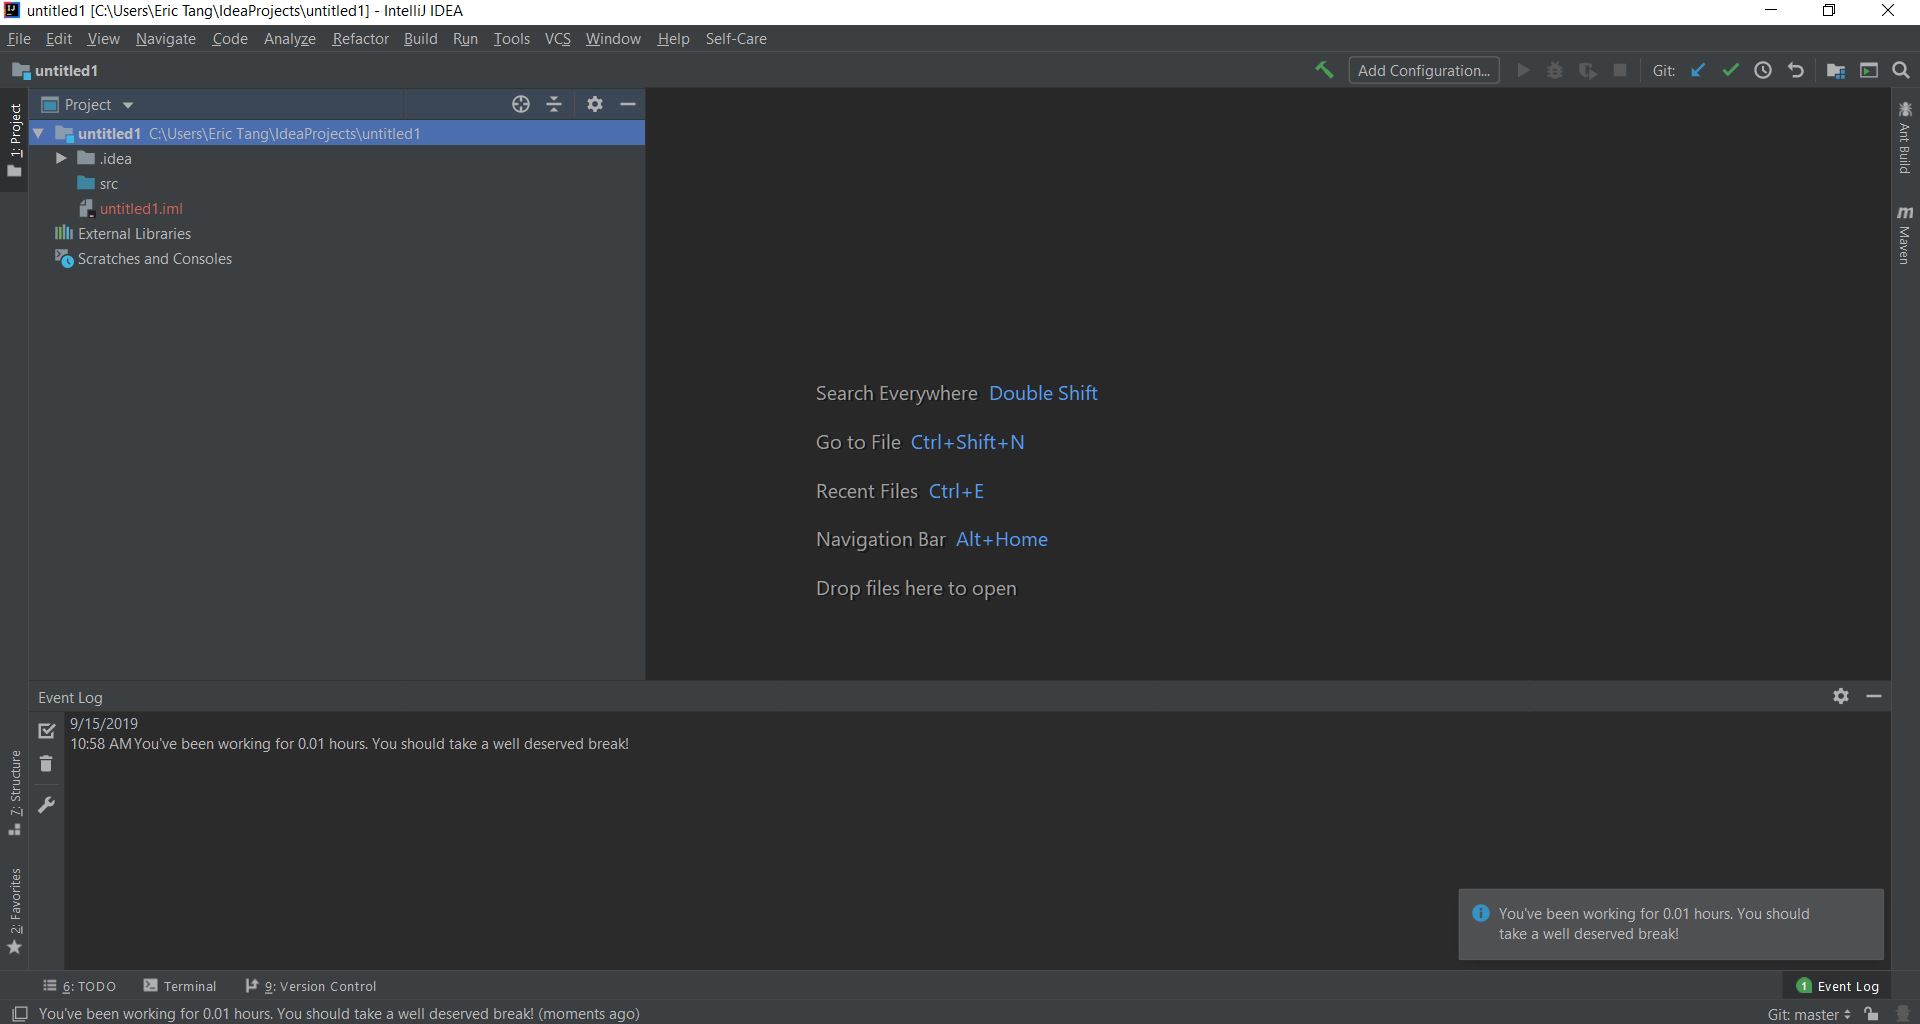 untitled1 [C:\Users\Eric Tang\IdeaProjects\untitled1] - IntelliJ IDEA
File Edit View Navigate Code Analyze Refactor Build Run Tools VCS Window Help Self-Care
untitled1
Add Configuration...
Git:
1: Project
Project
untitled1 C:\Users\Eric Tang\IdeaProjects\untitled1
.idea
src
untitled1.iml
External Libraries
Scratches and Consoles
Ant Build
m Maven
Search Everywhere Double Shift
Go to File Ctrl+Shift+N
Recent Files Ctrl+E
Navigation Bar Alt+Home
Drop files here to open
Event Log
9/15/2019
10:58 AM You've been working for 0.01 hours. You should take a well deserved break!
7: Structure
2: Favorites
You've been working for 0.01 hours. You should
take a well deserved break!
6: TODO Terminal 9: Version Control
1 Event Log
You've been working for 0.01 hours. You should take a well deserved break! (moments ago)
Git: master